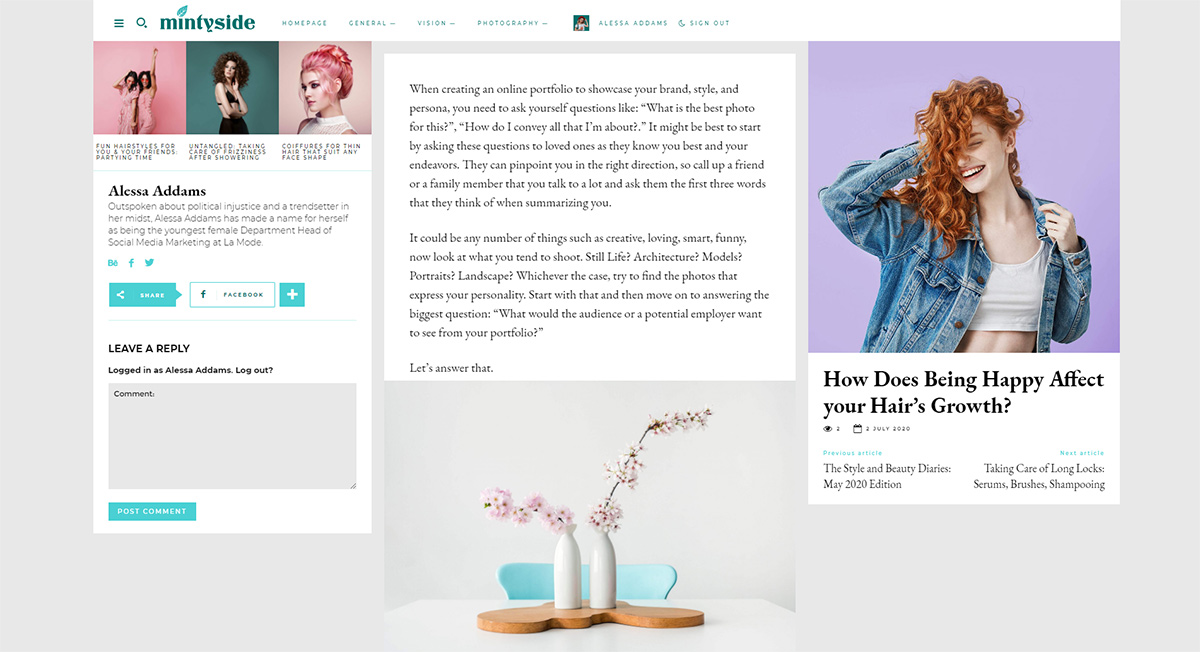 mintyside
HOMEPAGE
GENERAL —
VISION —
PHOTOGRAPHY —
ALESSA ADDAMS
SIGN OUT
FUN HAIRSTYLES FOR
YOU & YOUR FRIENDS:
PARTYING TIME
UNTANGLED: TAKING
CARE OF FRIZZINESS
AFTER SHOWERING
COIFFURES FOR THIN
HAIR THAT SUIT ANY
FACE SHAPE
Alessa Addams
Outspoken about political injustice and a trendsetter in
her midst, Alessa Addams has made a name for herself
as being the youngest female Department Head of
Social Media Marketing at La Mode.
Bē
SHARE
FACEBOOK
LEAVE A REPLY
Logged in as Alessa Addams. Log out?
Comment:
POST COMMENT
When creating an online portfolio to showcase your brand, style, and
persona, you need to ask yourself questions like: “What is the best photo
for this?”, “How do I convey all that I’m about?.” It might be best to start
by asking these questions to loved ones as they know you best and your
endeavors. They can pinpoint you in the right direction, so call up a friend
or a family member that you talk to a lot and ask them the first three words
that they think of when summarizing you.
It could be any number of things such as creative, loving, smart, funny,
now look at what you tend to shoot. Still Life? Architecture? Models?
Portraits? Landscape? Whichever the case, try to find the photos that
express your personality. Start with that and then move on to answering the
biggest question: “What would the audience or a potential employer want
to see from your portfolio?”
Let’s answer that.
How Does Being Happy Affect
your Hair’s Growth?
2
2 JULY 2020
Previous article
The Style and Beauty Diaries:
May 2020 Edition
Next article
Taking Care of Long Locks:
Serums, Brushes, Shampooing